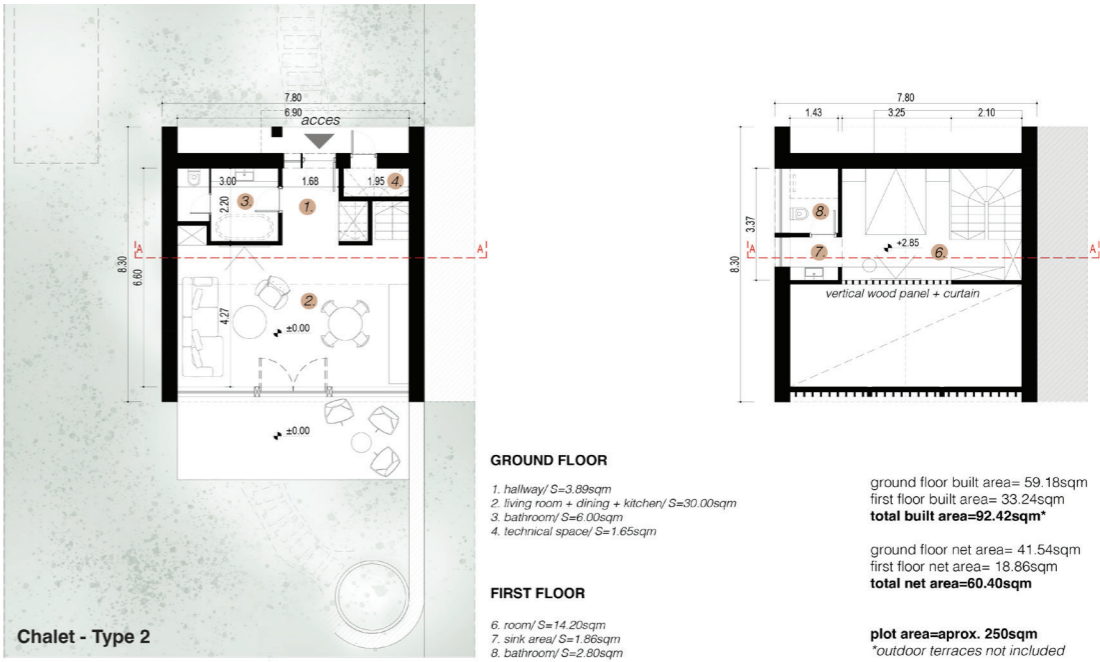 7.80
6.90
acces
3.00
1.68
1.95
4.
3.
1.
2.20
A
A
8.30
6.60
2.
4.27
±0.00
±0.00
Chalet - Type 2
7.80
1.43
3.25
2.10
3.37
8.30
8.
+2.85
7.
6.
A
A
vertical wood panel + curtain
GROUND FLOOR
1. hallway/ S=3.89sqm
2. living room + dining + kitchen/ S=30.00sqm
3. bathroom/ S=6.00sqm
4. technical space/ S=1.65sqm
FIRST FLOOR
6. room/ S=14.20sqm
7. sink area/ S=1.86sqm
8. bathroom/ S=2.80sqm
ground floor built area= 59.18sqm
first floor built area= 33.24sqm
total built area=92.42sqm*
ground floor net area= 41.54sqm
first floor net area= 18.86sqm
total net area=60.40sqm
plot area=aprox. 250sqm
*outdoor terraces not included